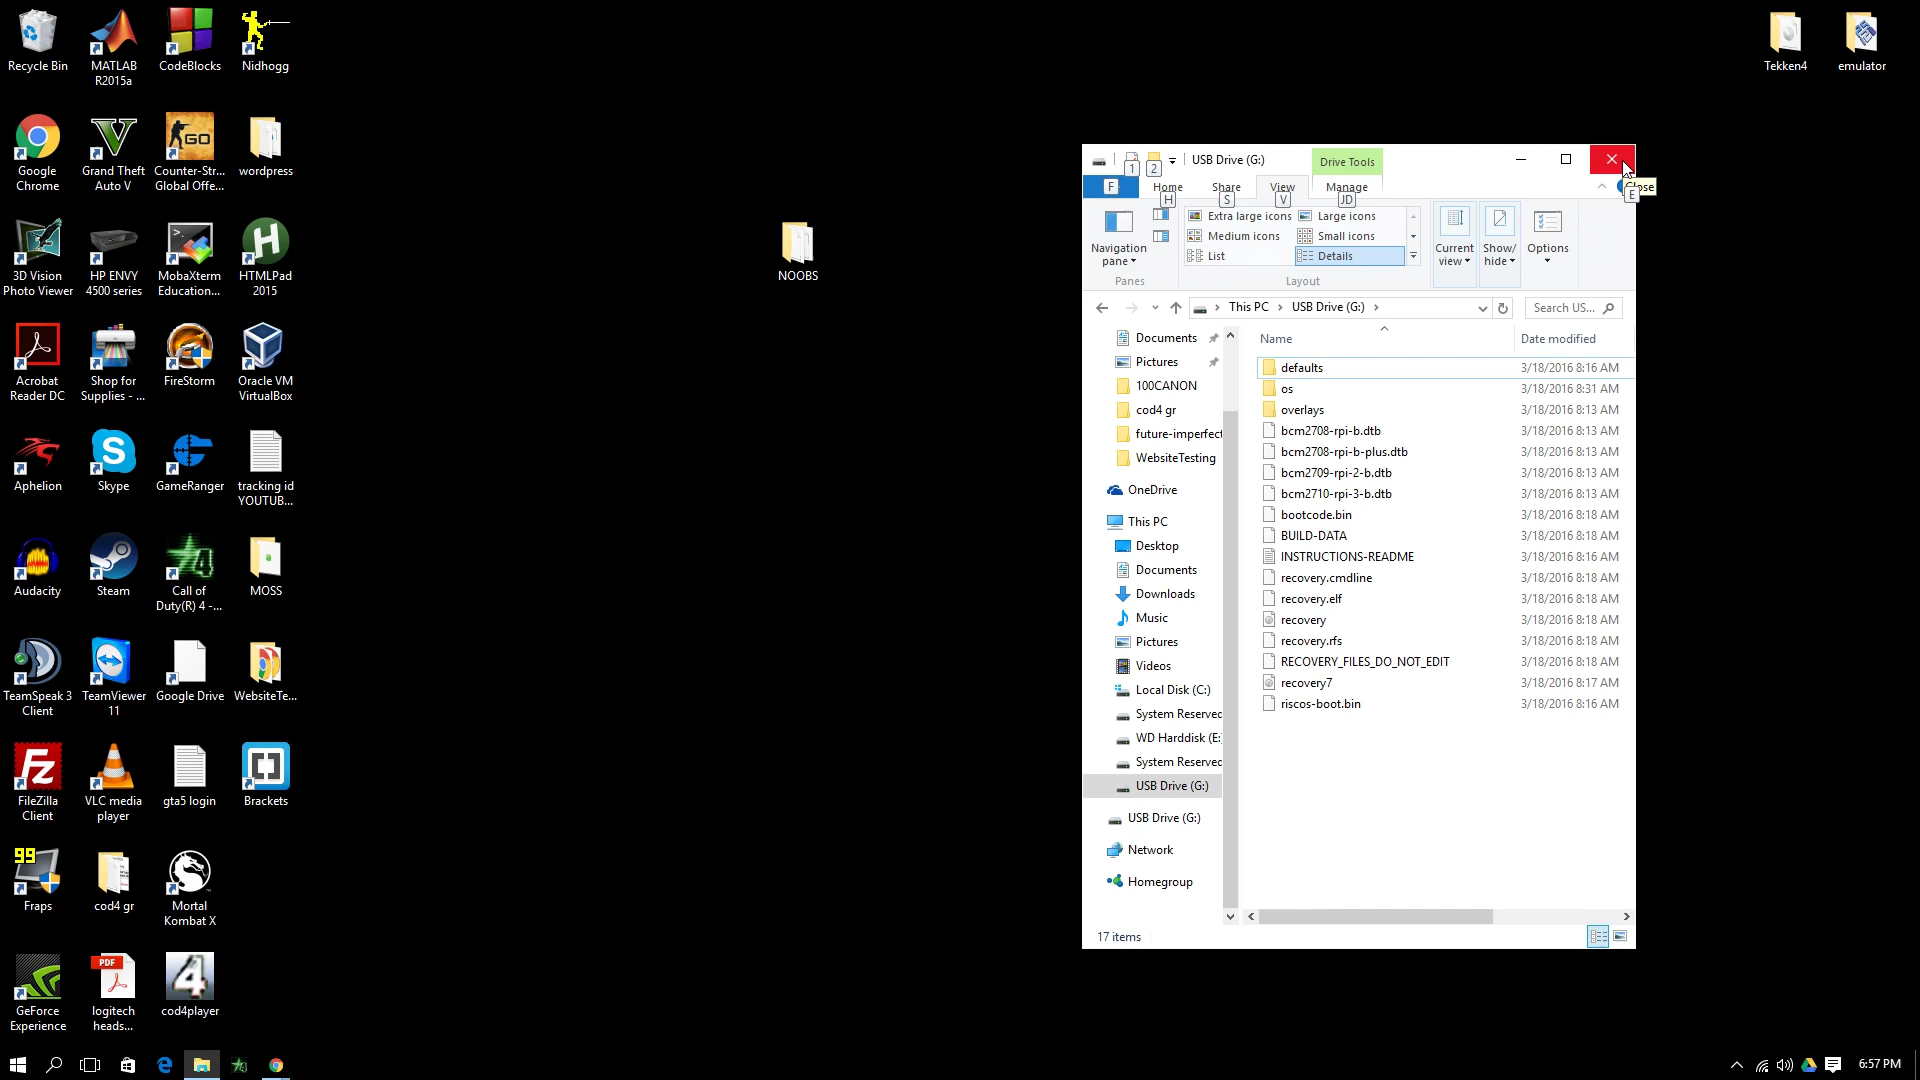 Recycle Bin
MATLAB
R2015a
CodeBlocks
Nidhogg
Google
Chrome
Grand Theft
Auto V
GO
Counter-Str...
Global Offe...
wordpress
3D Vision
Photo Viewer
HP ENVY
4500 series
MobaXterm
Education...
H
HTMLPad
2015
Acrobat
Reader DC
Shop for
Supplies - ...
FireStorm
Oracle VM
VirtualBox
Aphelion
Skype
GameRanger
tracking id
YOUTUB...
Audacity
Steam
4
Call of
Duty(R) 4 -...
MOSS
TeamSpeak 3
Client
TeamViewer
11
Google Drive
WebsiteTe...
Fz
FileZilla
Client
VLC media
player
gta5 login
Brackets
99
Fraps
cod4 gr
Mortal
Kombat X
GeForce
Experience
PDF
logitech
heads...
4
cod4player
NOOBS
Tekken4
emulator
1
2
USB Drive (G:)
Drive Tools
Close
F
Home
Share
View
Manage
H
S
V
JD
E
Navigation
pane
Extra large icons
Large icons
Medium icons
Small icons
List
Details
Current
view
Show/
hide
Options
Panes
Layout
This PC
USB Drive (G:)
Search US...
Documents
Pictures
100CANON
cod4 gr
future-imperfect
WebsiteTesting
OneDrive
This PC
Desktop
Documents
Downloads
Music
Pictures
Videos
Local Disk (C:)
System Reserved
WD Harddisk (E:
System Reserved
USB Drive (G:)
USB Drive (G:)
Network
Homegroup
Name
Date modified
defaults 3/18/2016 8:16 AM
os 3/18/2016 8:31 AM
overlays 3/18/2016 8:13 AM
bcm2708-rpi-b.dtb 3/18/2016 8:13 AM
bcm2708-rpi-b-plus.dtb 3/18/2016 8:13 AM
bcm2709-rpi-2-b.dtb 3/18/2016 8:13 AM
bcm2710-rpi-3-b.dtb 3/18/2016 8:13 AM
bootcode.bin 3/18/2016 8:18 AM
BUILD-DATA 3/18/2016 8:18 AM
INSTRUCTIONS-README 3/18/2016 8:16 AM
recovery.cmdline 3/18/2016 8:18 AM
recovery.elf 3/18/2016 8:18 AM
recovery 3/18/2016 8:18 AM
recovery.rfs 3/18/2016 8:18 AM
RECOVERY_FILES_DO_NOT_EDIT 3/18/2016 8:18 AM
recovery7 3/18/2016 8:17 AM
riscos-boot.bin 3/18/2016 8:16 AM
17 items
6:57 PM